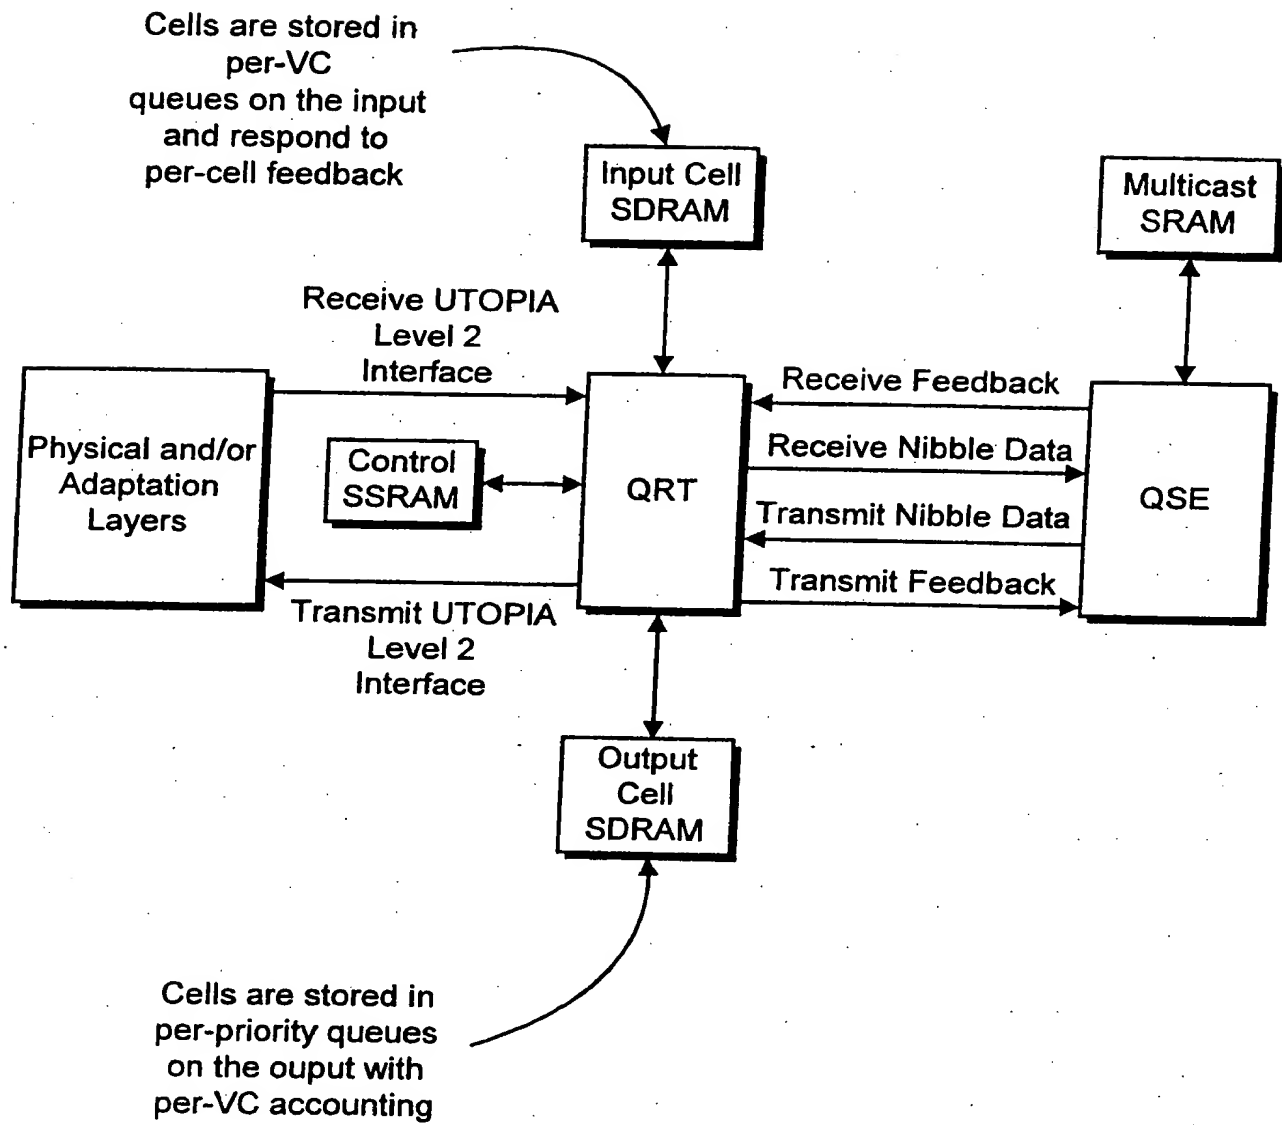 Cells are stored in
per-VC
queues on the input
and respond to
per-cell feedback
Input Cell
SDRAM
Multicast
SRAM
Receive UTOPIA
Level 2
Interface
Receive Feedback
Physical and/or
Adaptation
Layers
Control
SSRAM
QRT
Receive Nibble Data
QSE
Transmit Nibble Data
Transmit Feedback
Transmit UTOPIA
Level 2
Interface
Output
Cell
SDRAM
Cells are stored in
per-priority queues
on the ouput with
per-VC accounting